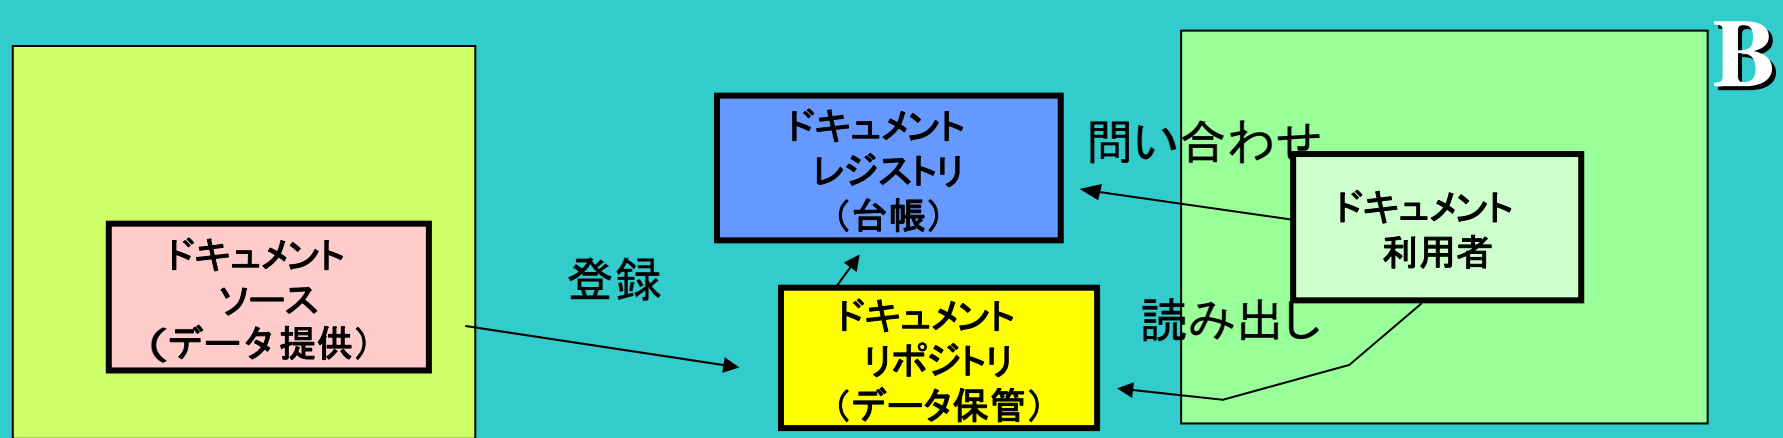 B
ドキュメント
レジストリ
（台帳）
問い合わせ
ドキュメント
利用者
ドキュメント
ソース
(データ提供）
登録
ドキュメント
リポジトリ
（データ保管）
読み出し